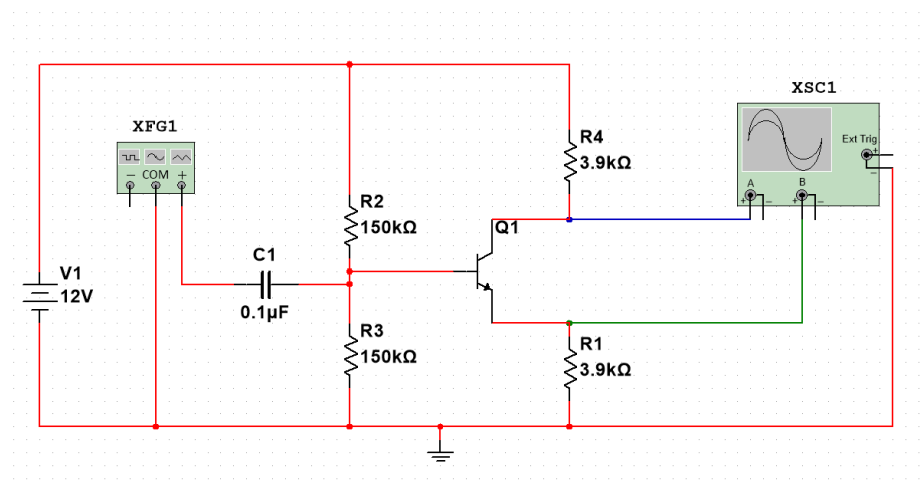 XSC1
XFG1
Ext Trig
+
−
− COM +
R4
3.9kΩ
A
B
+ − + −
R2
150kΩ
Q1
C1
0.1µF
V1
12V
R3
150kΩ
R1
3.9kΩ